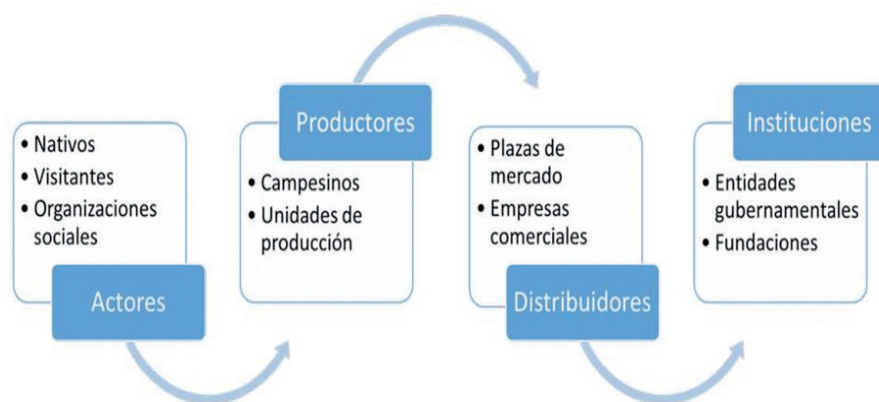 • Nativos
• Visitantes
• Organizaciones
sociales
Actores
Productores
• Campesinos
• Unidades de
producción
• Plazas de
mercado
• Empresas
comerciales
Distribuidores
Instituciones
• Entidades
gubernamentales
• Fundaciones